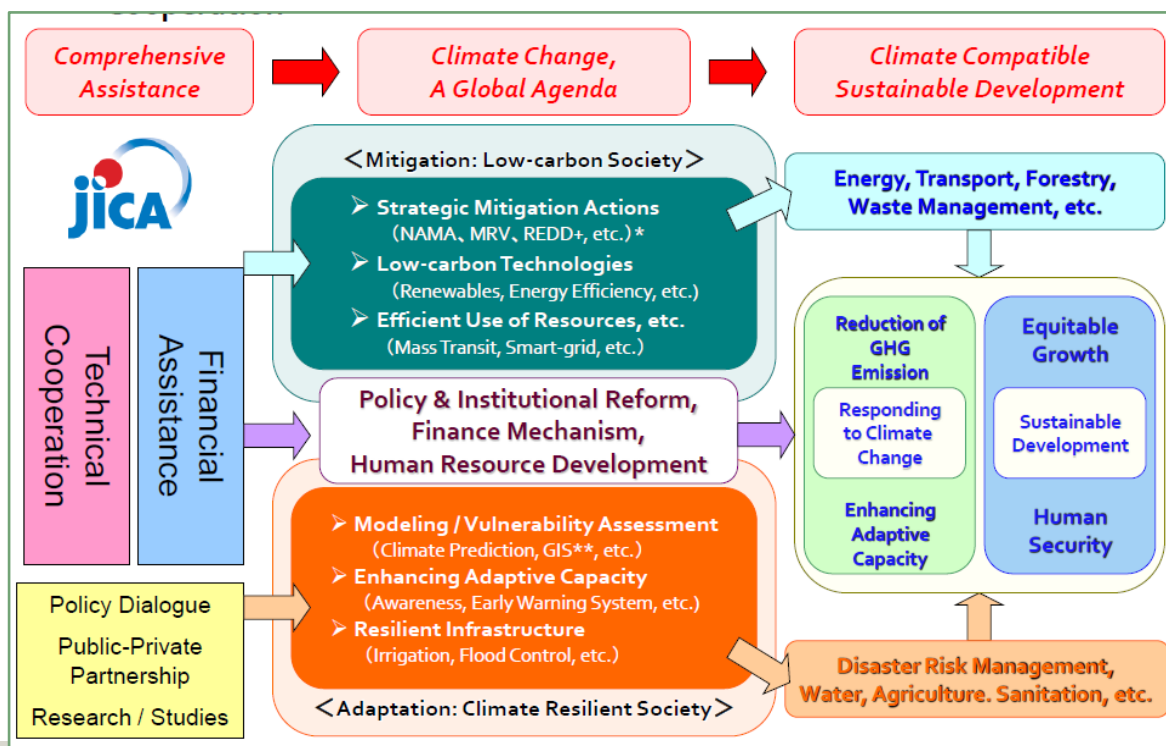 Cooperation
Comprehensive
Assistance
Climate Change,
A Global Agenda
Climate Compatible
Sustainable Development
jICA
Technical
Cooperation
Financial
Assistance
Policy Dialogue
Public-Private
Partnership
Research / Studies
<Mitigation: Low-carbon Society>
➢ Strategic Mitigation Actions
(NAMA、MRV、REDD+, etc.)*
➢ Low-carbon Technologies
(Renewables, Energy Efficiency, etc.)
➢ Efficient Use of Resources, etc.
(Mass Transit, Smart-grid, etc.)
Policy & Institutional Reform,
Finance Mechanism,
Human Resource Development
➢ Modeling / Vulnerability Assessment
(Climate Prediction, GIS**, etc.)
➢ Enhancing Adaptive Capacity
(Awareness, Early Warning System, etc.)
➢ Resilient Infrastructure
(Irrigation, Flood Control, etc.)
<Adaptation: Climate Resilient Society>
Energy, Transport, Forestry,
Waste Management, etc.
Reduction of
GHG
Emission
Responding
to Climate
Change
Enhancing
Adaptive
Capacity
Equitable
Growth
Sustainable
Development
Human
Security
Disaster Risk Management,
Water, Agriculture. Sanitation, etc.